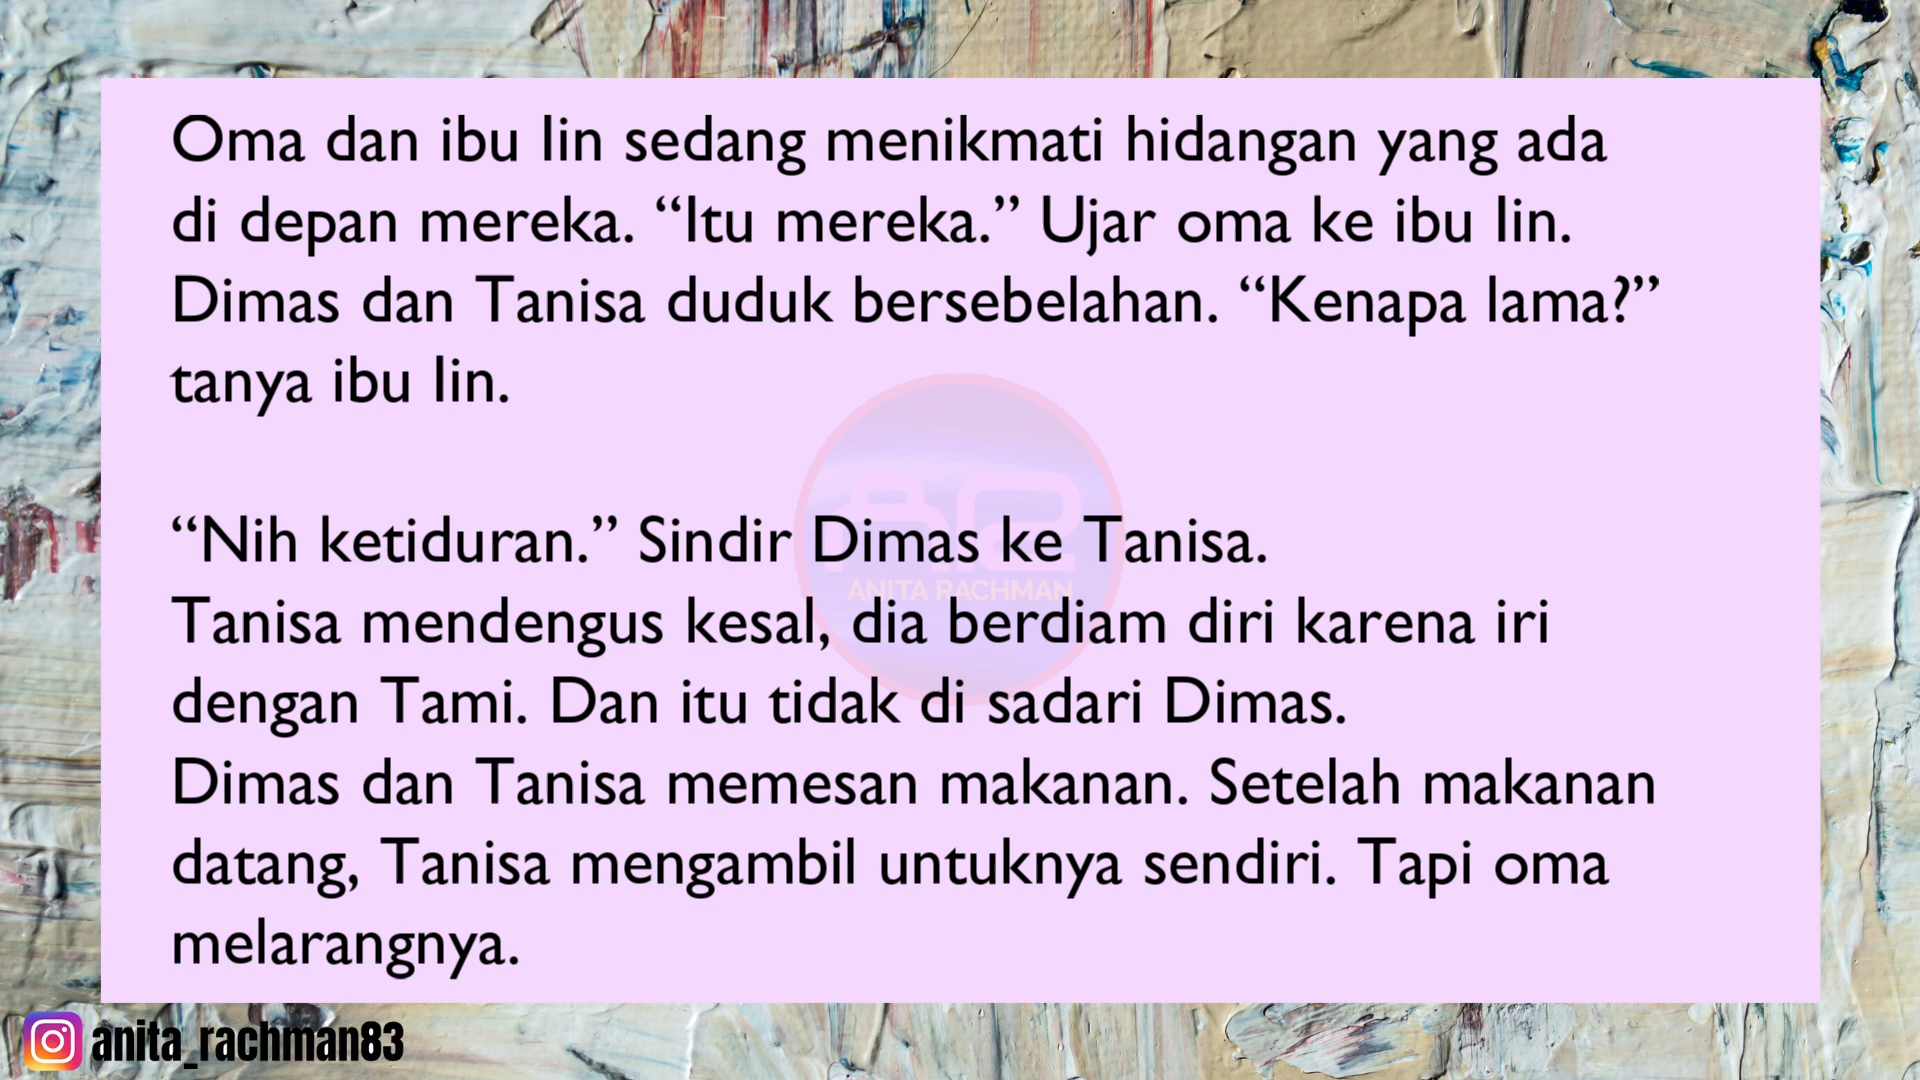 Oma dan ibu Iin sedang menikmati hidangan yang ada
di depan mereka. “Itu mereka.” Ujar oma ke ibu Iin.
Dimas dan Tanisa duduk bersebelahan. “Kenapa lama?”
tanya ibu Iin.
“Nih ketiduran.” Sindir Dimas ke Tanisa.
ANITA RACHMAN
Tanisa mendengus kesal, dia berdiam diri karena iri
dengan Tami. Dan itu tidak di sadari Dimas.
Dimas dan Tanisa memesan makanan. Setelah makanan
datang, Tanisa mengambil untuknya sendiri. Tapi oma
melarangnya.
anita_rachman83